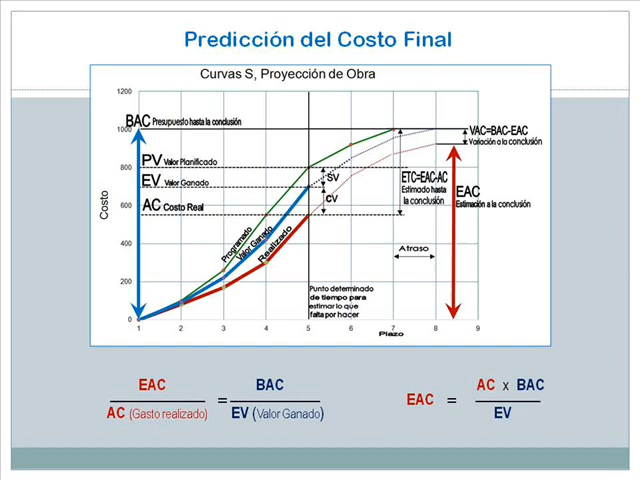 Predicción del Costo Final
Curvas S, Proyección de Obra
1200
BAC Presupuesto hasta la conclusión
1000
VAC=BAC-EAC
Variación a la conclusión
PV Valor Planificado
800
SV
EV Valor Ganado
ETC=EAC-AC
Estimado hasta
la conclusión
EAC
Estimación a la conclusión
CV
AC Costo Real
600
Costo
Programado
Valor Ganado
Realizado
400
Atraso
200
Punto determinado
de tiempo para
estimar lo que
falta por hacer
0
1 2 3 4 5 6 7 8 9
Plazo
EAC
AC (Gasto realizado)
=
BAC
EV (Valor Ganado)
EAC =
AC x BAC
EV